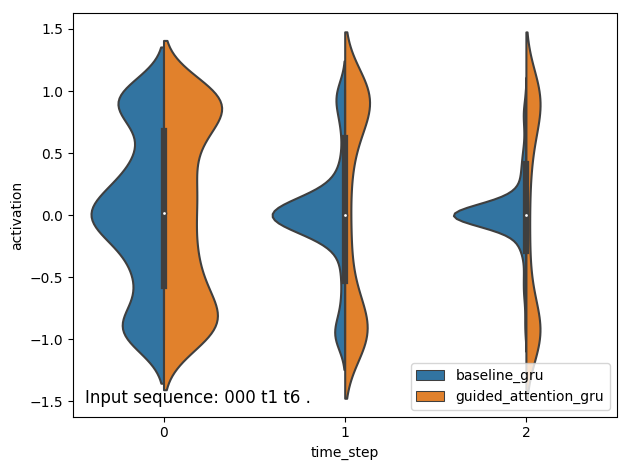 1.5
1.0
0.5
0.0
−0.5
−1.0
−1.5
activation
Input sequence: 000 t1 t6 .
baseline_gru
guided_attention_gru
0 1 2
time_step